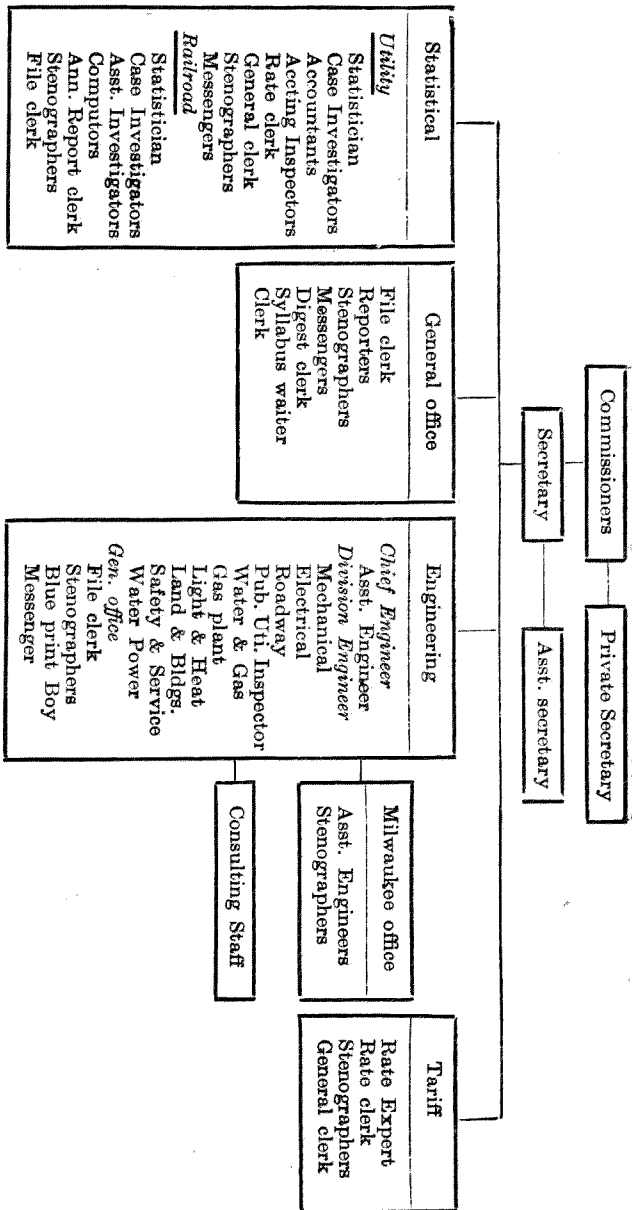 Commissioners
Private Secretary
Secretary
Asst. secretary
Statistical
Utility
Statistician
Case Investigators
Accountants
Accting Inspectors
Rate clerk
General clerk
Stenographers
Messengers
Railroad
Statistician
Case Investigators
Asst. Investigators
Computors
Ann. Report clerk
Stenographers
File clerk
General office
File clerk
Reporters
Stenographers
Messengers
Digest clerk
Syllabus waiter
Clerk
Engineering
Chief Engineer
Asst. Engineer
Division Engineer
Mechanical
Electrical
Roadway
Pub. Uti. Inspector
Water & Gas
Gas plant
Light & Heat
Land & Bldgs.
Safety & Service
Water Power
Gen. office
File clerk
Stenographers
Blue print Boy
Messenger
Milwaukee office
Asst. Engineers
Stenographers
Consulting Staff
Tariff
Rate Expert
Rate clerk
Stenographers
General clerk